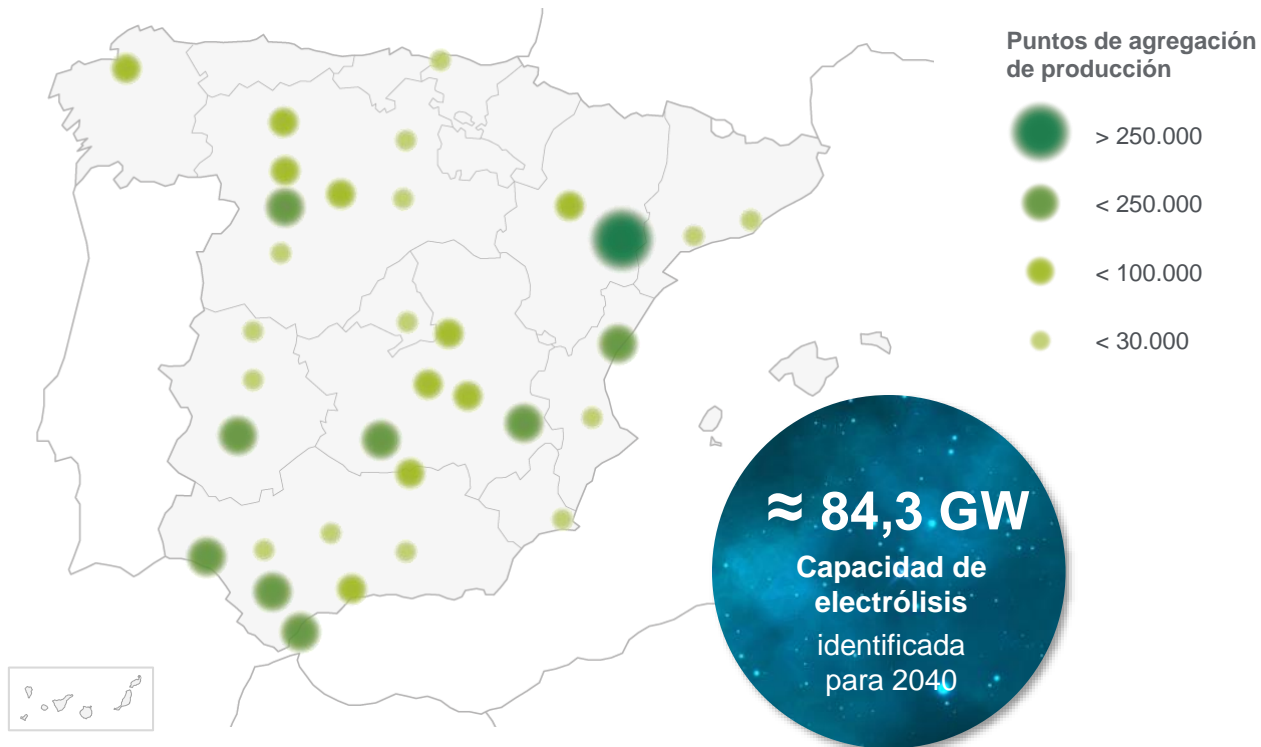 Puntos de agregación
de producción
> 250.000
< 250.000
< 100.000
< 30.000
≈ 84,3 GW
Capacidad de
electrólisis
identificada
para 2040